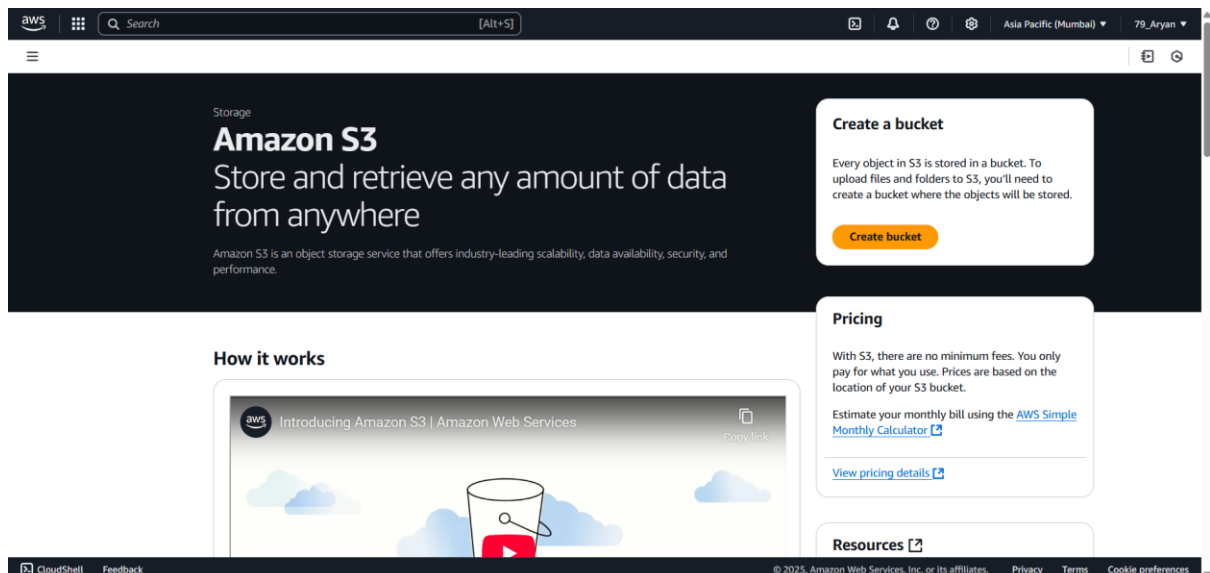 aws
Search [Alt+S]
Asia Pacific (Mumbai) ▼
79_Aryan ▼
Storage
Amazon S3
Store and retrieve any amount of data
from anywhere
Amazon S3 is an object storage service that offers industry-leading scalability, data availability, security, and
performance.
Create a bucket
Every object in S3 is stored in a bucket. To
upload files and folders to S3, you'll need to
create a bucket where the objects will be stored.
Create bucket
Pricing
With S3, there are no minimum fees. You only
pay for what you use. Prices are based on the
location of your S3 bucket.
Estimate your monthly bill using the AWS Simple
Monthly Calculator
View pricing details
Resources
How it works
aws
Introducing Amazon S3 | Amazon Web Services
Copy link
CloudShell Feedback
© 2025, Amazon Web Services, Inc. or its affiliates. Privacy Terms Cookie preferences